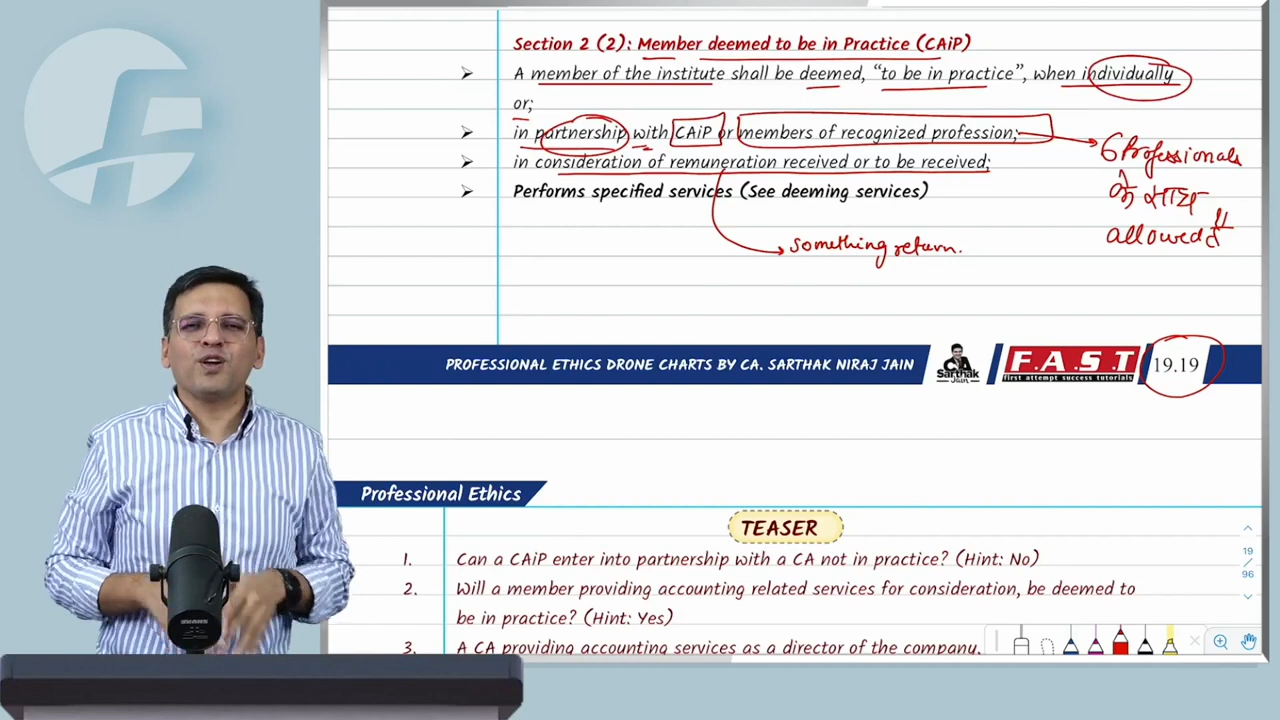 Section 2 (2): Member deemed to be in Practice (CAiP)
➤ A member of the institute shall be deemed, “to be in practice”, when individually
or;
➤ in partnership with CAiP or members of recognized profession;
➤ in consideration of remuneration received or to be received;
➤ Performs specified services (See deeming services)
6 Professionals
allowed
something return.
PROFESSIONAL ETHICS DRONE CHARTS BY CA. SARTHAK NIRAJ JAIN
Sarthak
Jain
F.A.S.T
first attempt success tutorials
19.19
Professional Ethics
TEASER
1. Can a CAiP enter into partnership with a CA not in practice? (Hint: No)
2. Will a member providing accounting related services for consideration, be deemed to
be in practice? (Hint: Yes)
3. A CA providing accounting services as a director of the company.
19
/
96